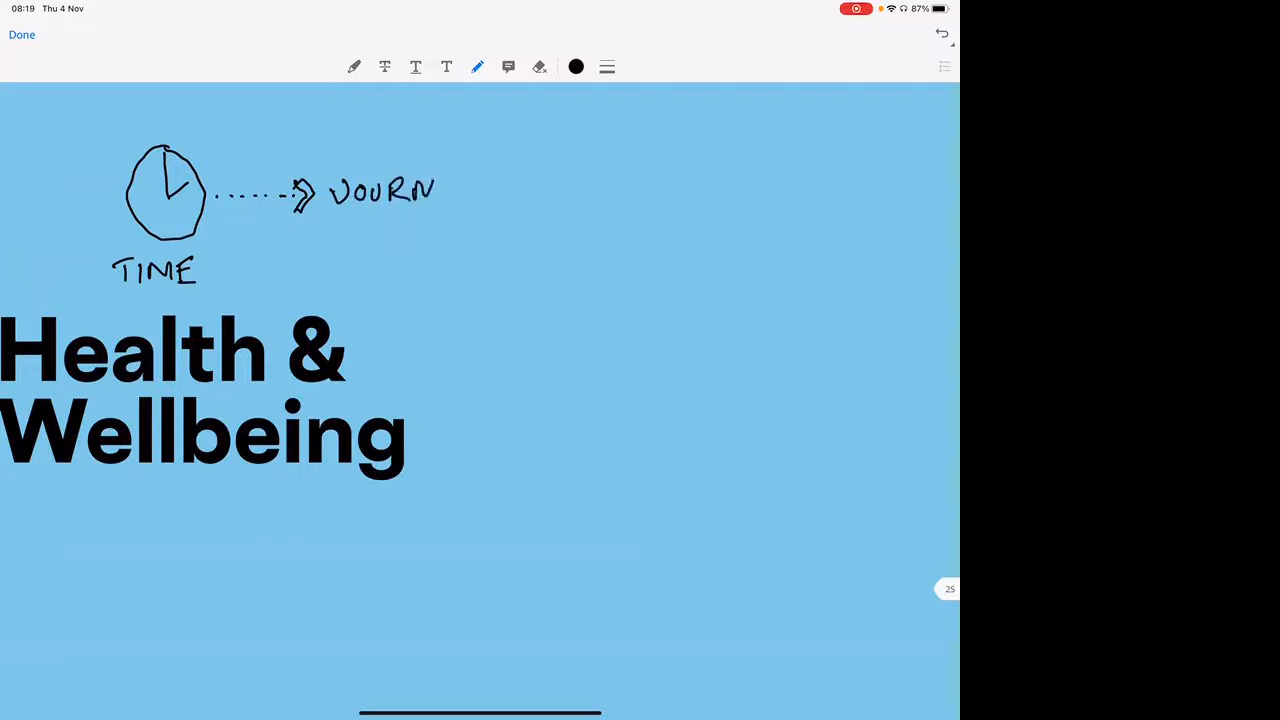 08:19 Thu 4 Nov
87%
Done
T T T
JOURN
TIME
Health &
Wellbeing
25